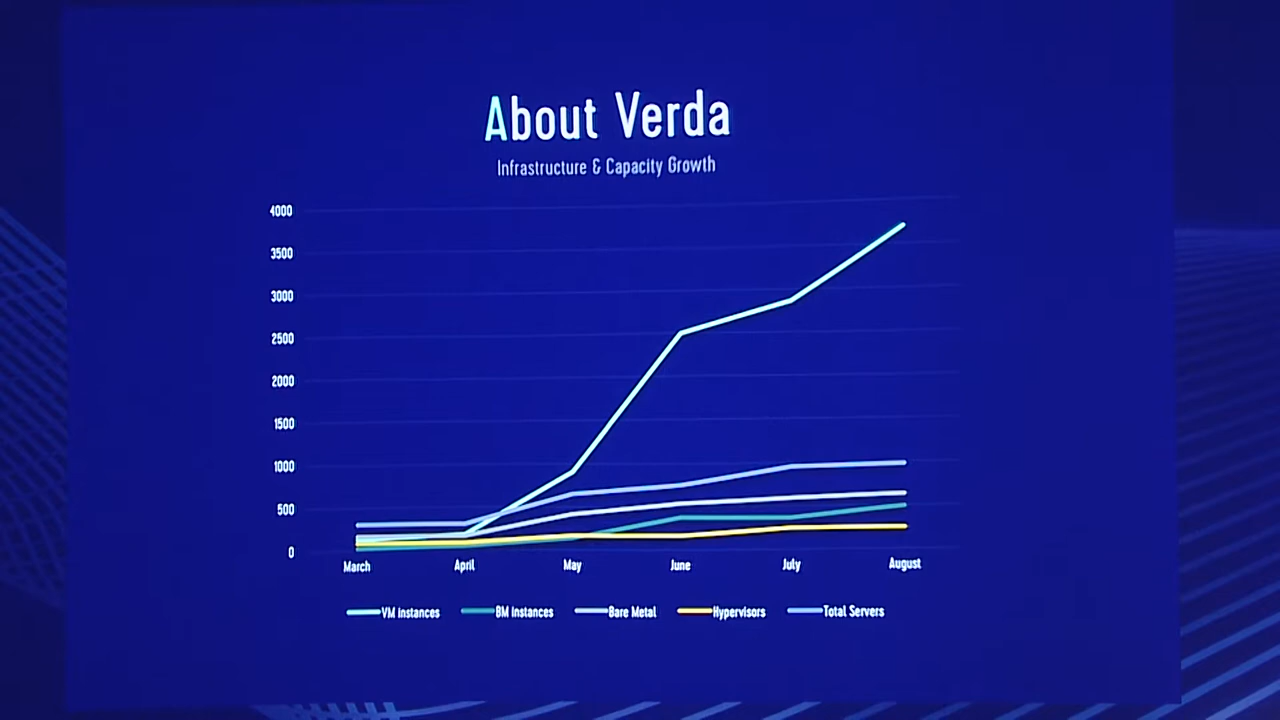 About Verda
Infrastructure & Capacity Growth
4000
3500
3000
2500
2000
1500
1000
500
0
March April May June July August
VM instances BM instances Bare Metal Hypervisors Total Servers